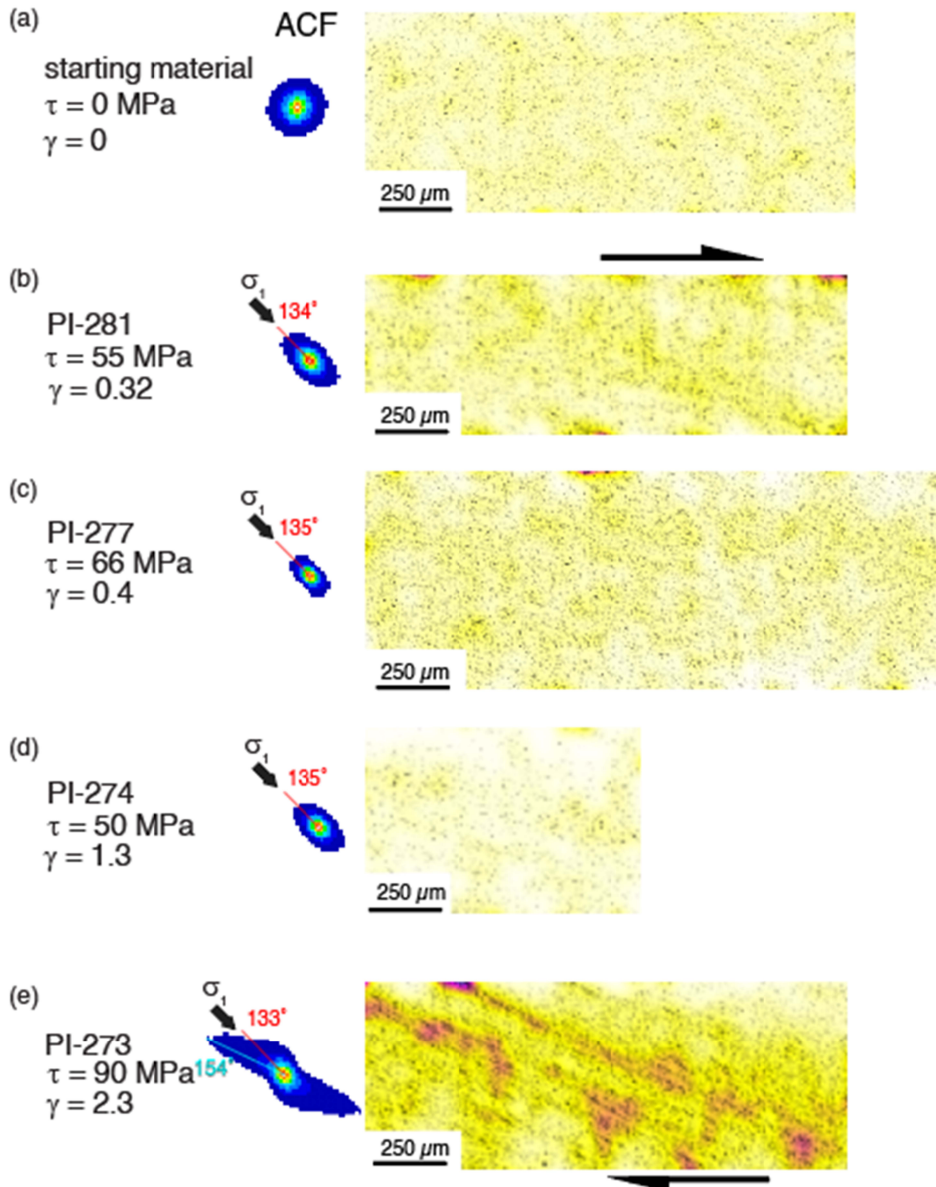 (a)
ACF
starting material
τ = 0 MPa
γ = 0
250 µm
(b)
σ₁
134°
PI-281
τ = 55 MPa
γ = 0.32
250 µm
(c)
σ₁
135°
PI-277
τ = 66 MPa
γ = 0.4
250 µm
(d)
σ₁
135°
PI-274
τ = 50 MPa
γ = 1.3
250 µm
(e)
σ₁
133°
PI-273
τ = 90 MPa
154°
γ = 2.3
250 µm